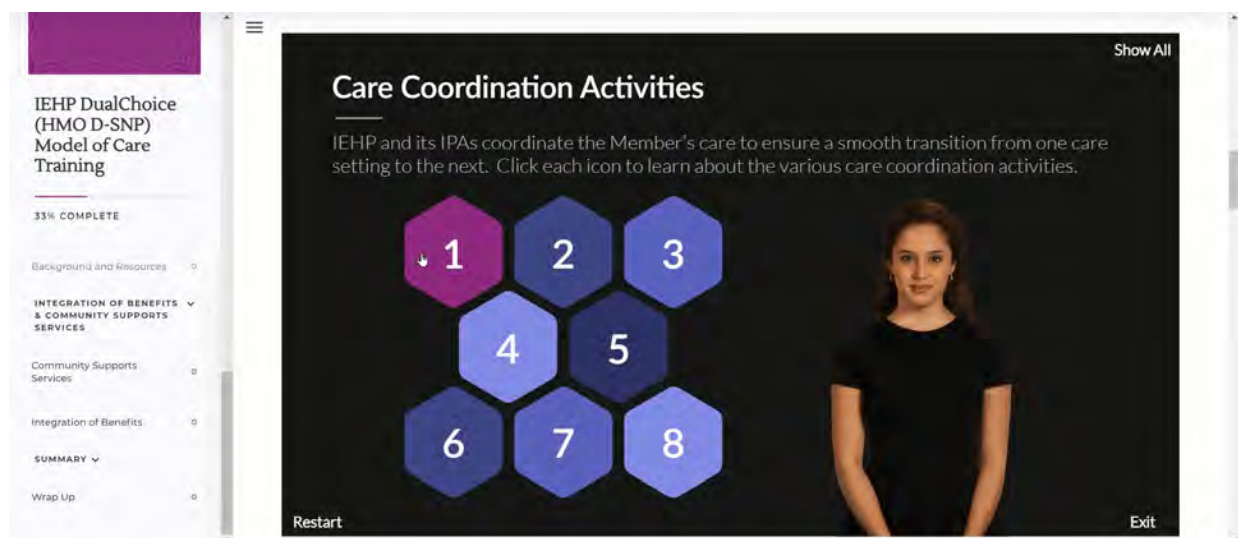 IEHP DualChoice
(HMO D-SNP)
Model of Care
Training
33% COMPLETE
Background and Resources
INTEGRATION OF BENEFITS
& COMMUNITY SUPPORTS
SERVICES
Community Supports
Services
Integration of Benefits
SUMMARY
Wrap Up
Show All
Care Coordination Activities
IEHP and its IPAs coordinate the Member's care to ensure a smooth transition from one care
setting to the next. Click each icon to learn about the various care coordination activities.
1 2 3
4 5
6 7 8
Restart
Exit